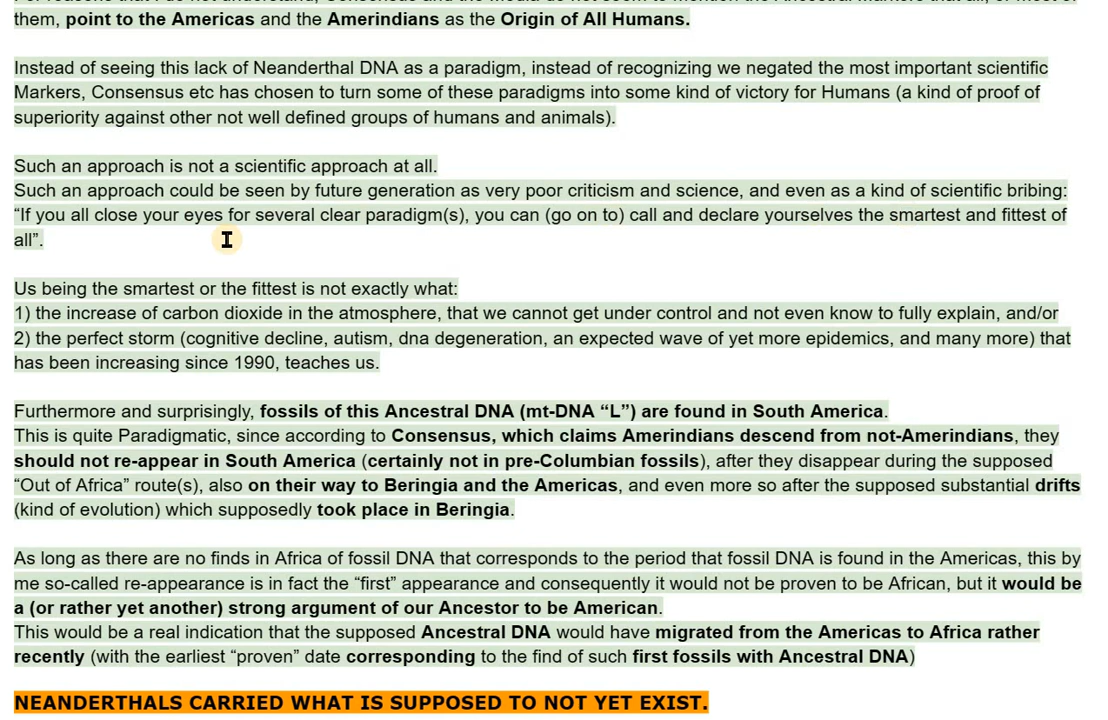 them, point to the Americas and the Amerindians as the Origin of All Humans.
Instead of seeing this lack of Neanderthal DNA as a paradigm, instead of recognizing we negated the most important scientific
Markers, Consensus etc has chosen to turn some of these paradigms into some kind of victory for Humans (a kind of proof of
superiority against other not well defined groups of humans and animals).
Such an approach is not a scientific approach at all.
Such an approach could be seen by future generation as very poor criticism and science, and even as a kind of scientific bribing:
“If you all close your eyes for several clear paradigm(s), you can (go on to) call and declare yourselves the smartest and fittest of
all”.
Us being the smartest or the fittest is not exactly what:
1) the increase of carbon dioxide in the atmosphere, that we cannot get under control and not even know to fully explain, and/or
2) the perfect storm (cognitive decline, autism, dna degeneration, an expected wave of yet more epidemics, and many more) that
has been increasing since 1990, teaches us.
Furthermore and surprisingly, fossils of this Ancestral DNA (mt-DNA “L”) are found in South America.
This is quite Paradigmatic, since according to Consensus, which claims Amerindians descend from not-Amerindians, they
should not re-appear in South America (certainly not in pre-Columbian fossils), after they disappear during the supposed
“Out of Africa” route(s), also on their way to Beringia and the Americas, and even more so after the supposed substantial drifts
(kind of evolution) which supposedly took place in Beringia.
As long as there are no finds in Africa of fossil DNA that corresponds to the period that fossil DNA is found in the Americas, this by
me so-called re-appearance is in fact the “first” appearance and consequently it would not be proven to be African, but it would be
a (or rather yet another) strong argument of our Ancestor to be American.
This would be a real indication that the supposed Ancestral DNA would have migrated from the Americas to Africa rather
recently (with the earliest “proven” date corresponding to the find of such first fossils with Ancestral DNA)
NEANDERTHALS CARRIED WHAT IS SUPPOSED TO NOT YET EXIST.